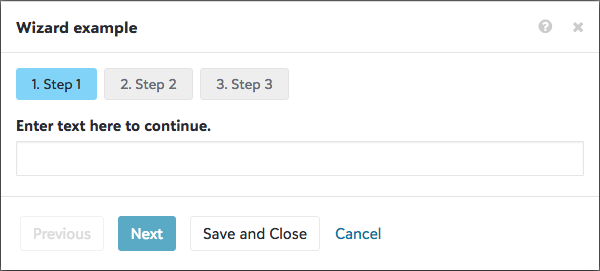 Wizard example
1. Step 1 2. Step 2 3. Step 3
Enter text here to continue.
Previous Next Save and Close Cancel